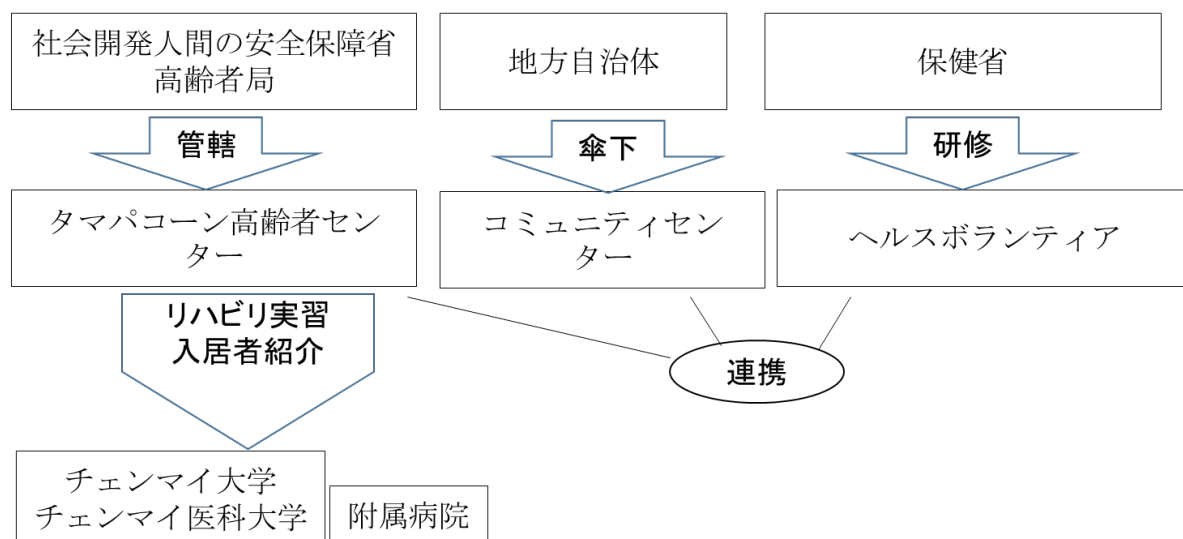 社会開発人間の安全保障省
高齢者局
地方自治体
保健省
管轄
傘下
研修
タマパコーン高齢者セン
ター
コミュニティセン
ター
ヘルスボランティア
リハビリ実習
入居者紹介
連携
チェンマイ大学
チェンマイ医科大学
附属病院